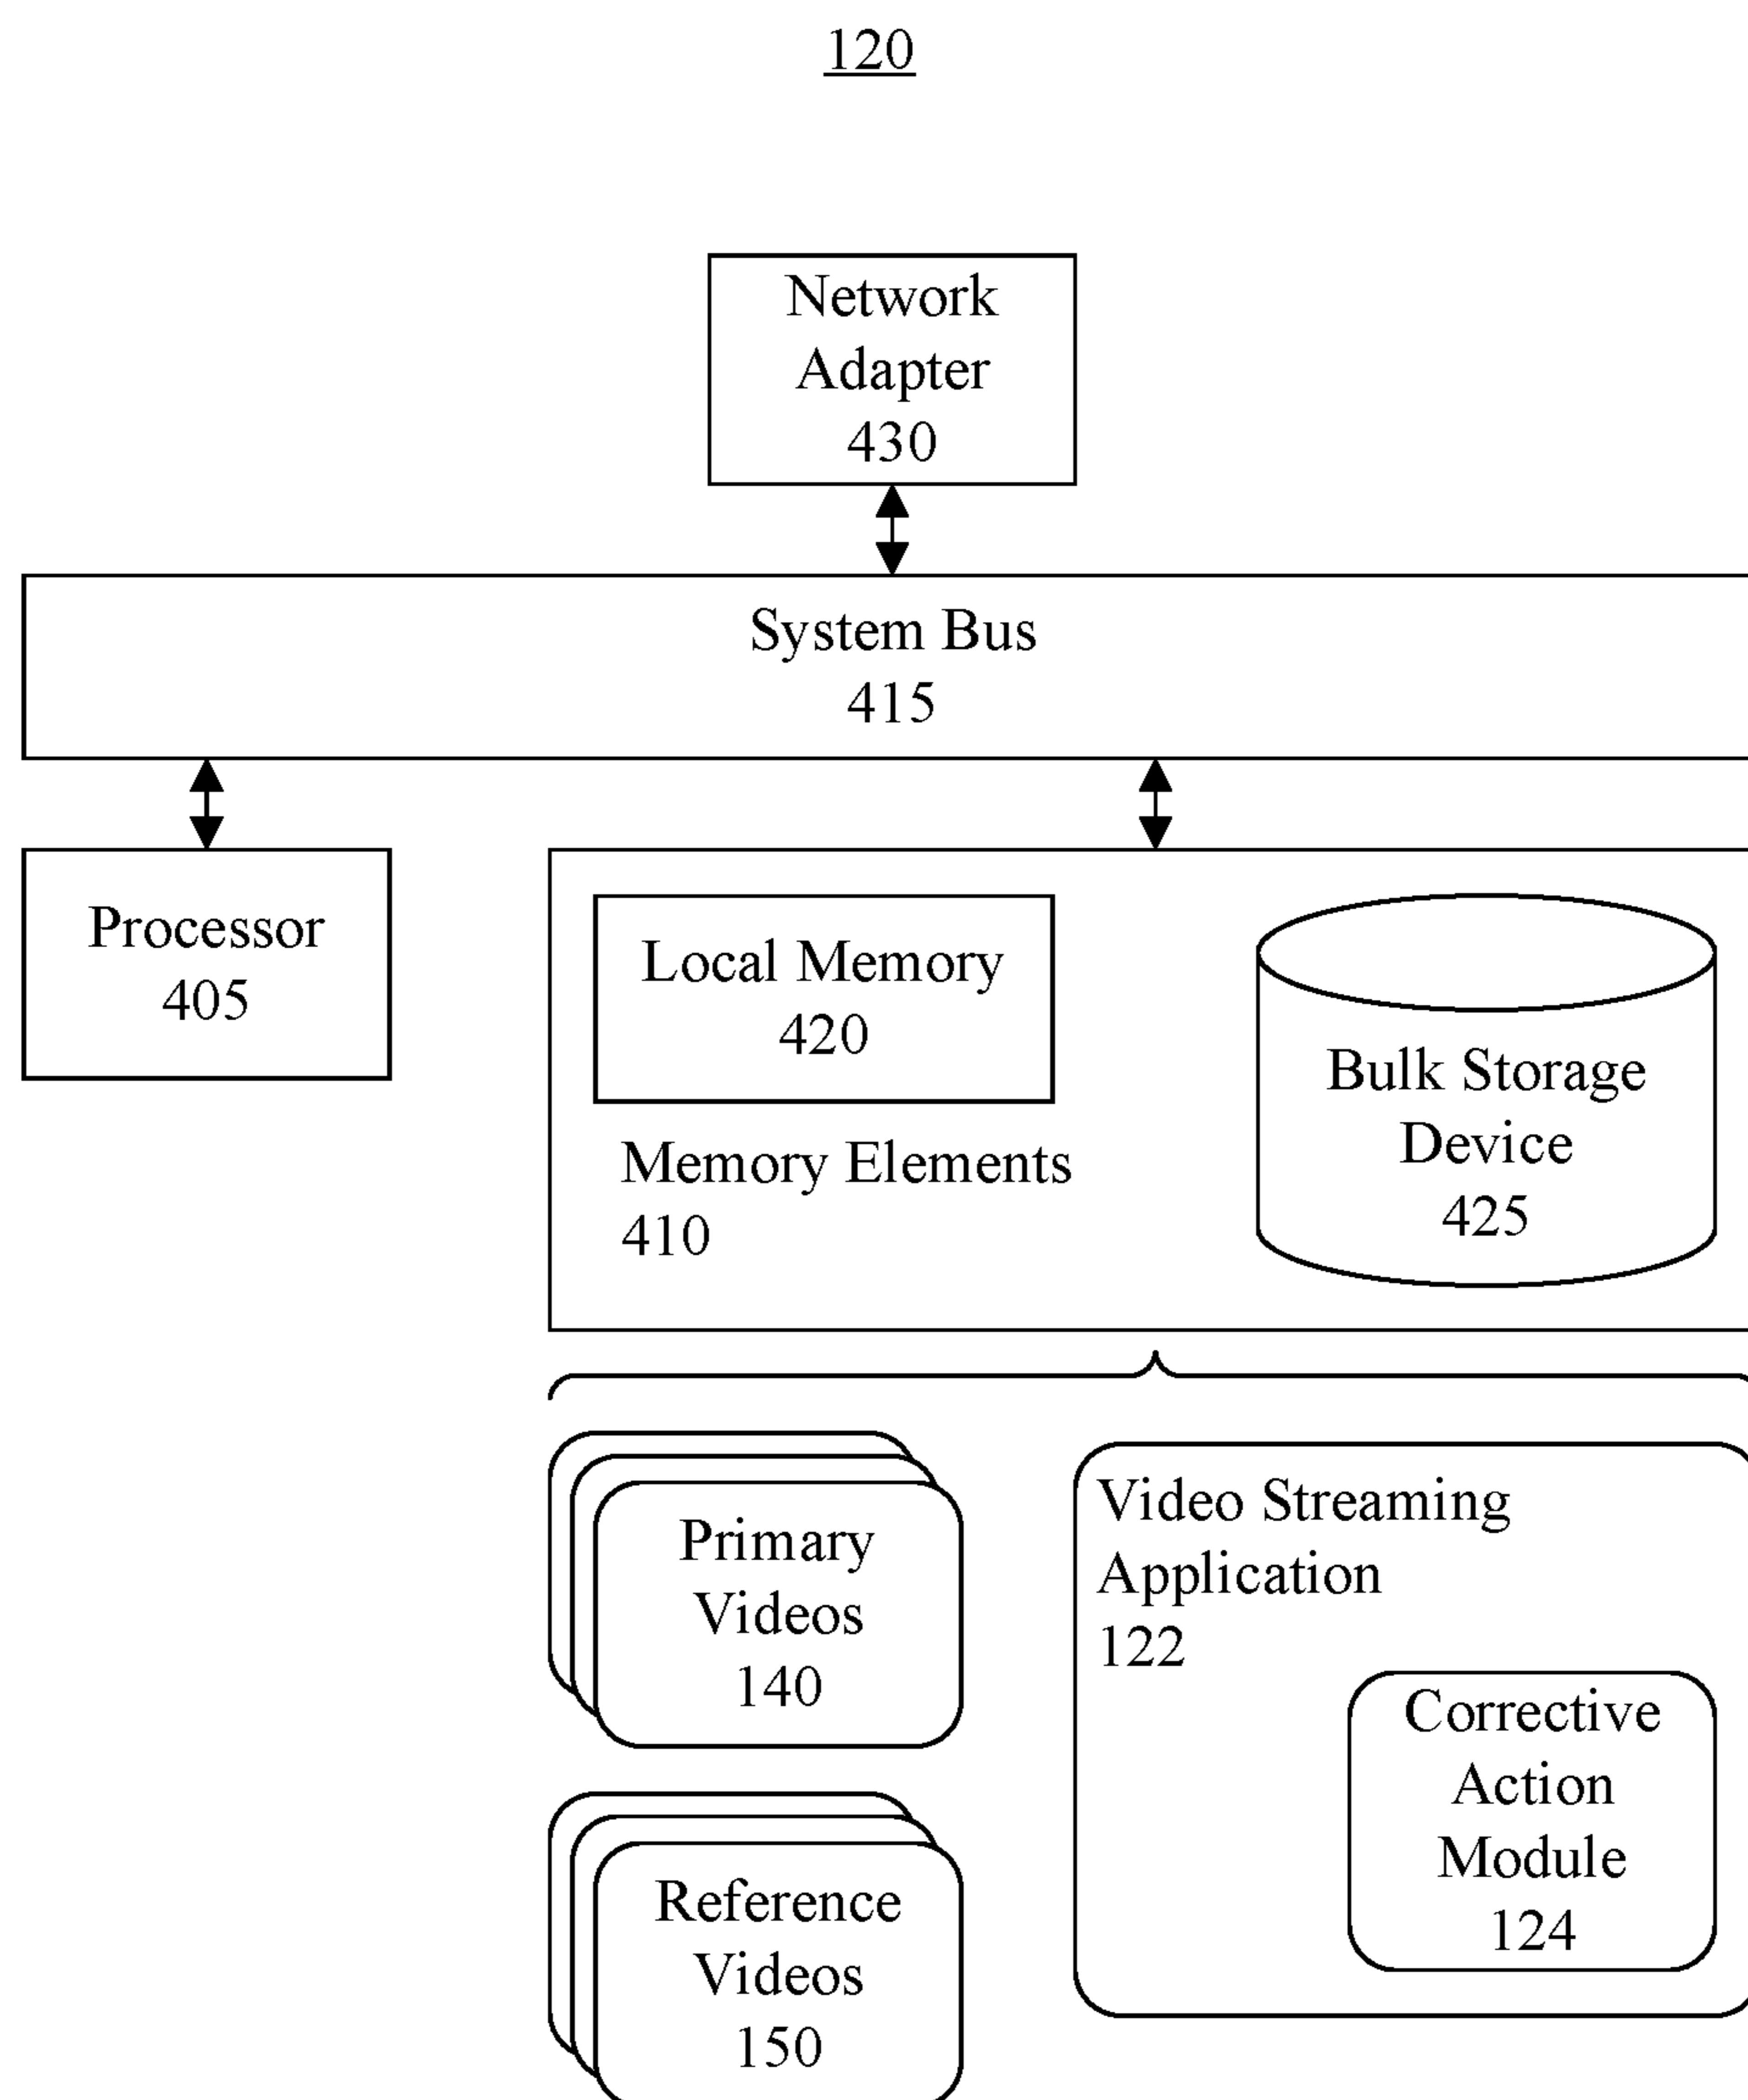 120
Network
Adapter
430
System Bus
415
Processor
405
Local Memory
420
Memory Elements
410
Bulk Storage
Device
425
Primary
Videos
140
Video Streaming
Application
122
Corrective
Action
Module
124
Reference
Videos
150